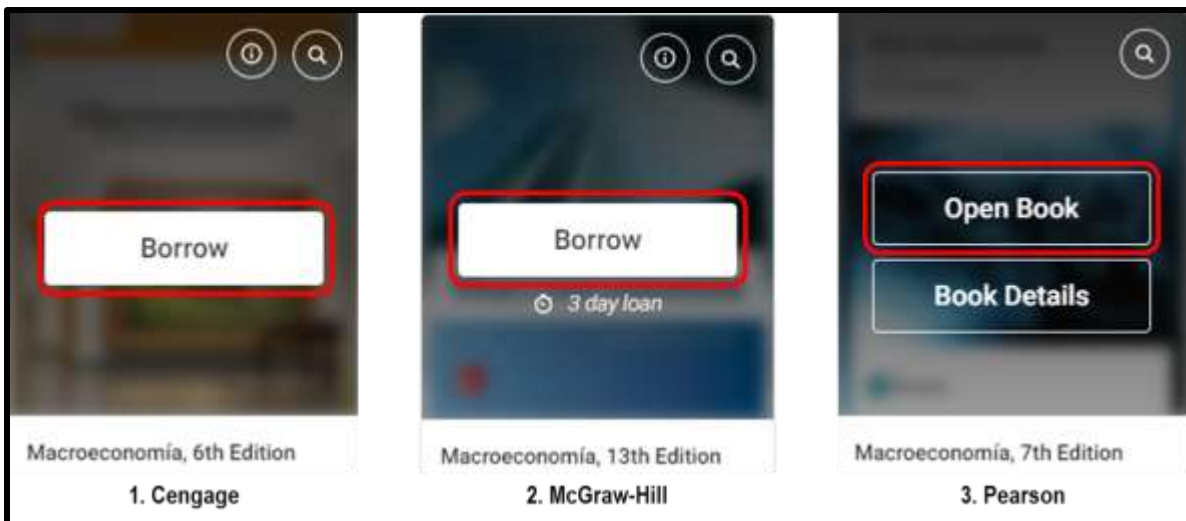 Borrow
Macroeconomía, 6th Edition
1. Cengage
Borrow
3 day loan
Macroeconomía, 13th Edition
2. McGraw-Hill
Open Book
Book Details
Macroeconomía, 7th Edition
3. Pearson